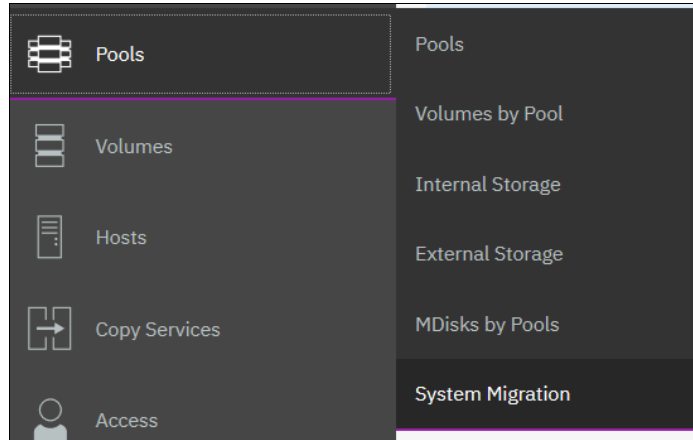 Pools
Volumes
Hosts
Copy Services
Access
Pools
Volumes by Pool
Internal Storage
External Storage
MDisks by Pools
System Migration